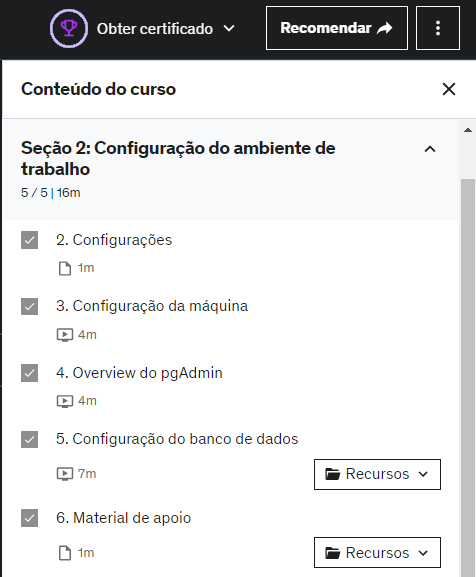 Obter certificado
Recomendar
Conteúdo do curso
Seção 2: Configuração do ambiente de
trabalho
5 / 5 | 16m
2. Configurações
1m
3. Configuração da máquina
4m
4. Overview do pgAdmin
4m
5. Configuração do banco de dados
7m
Recursos
6. Material de apoio
1m
Recursos